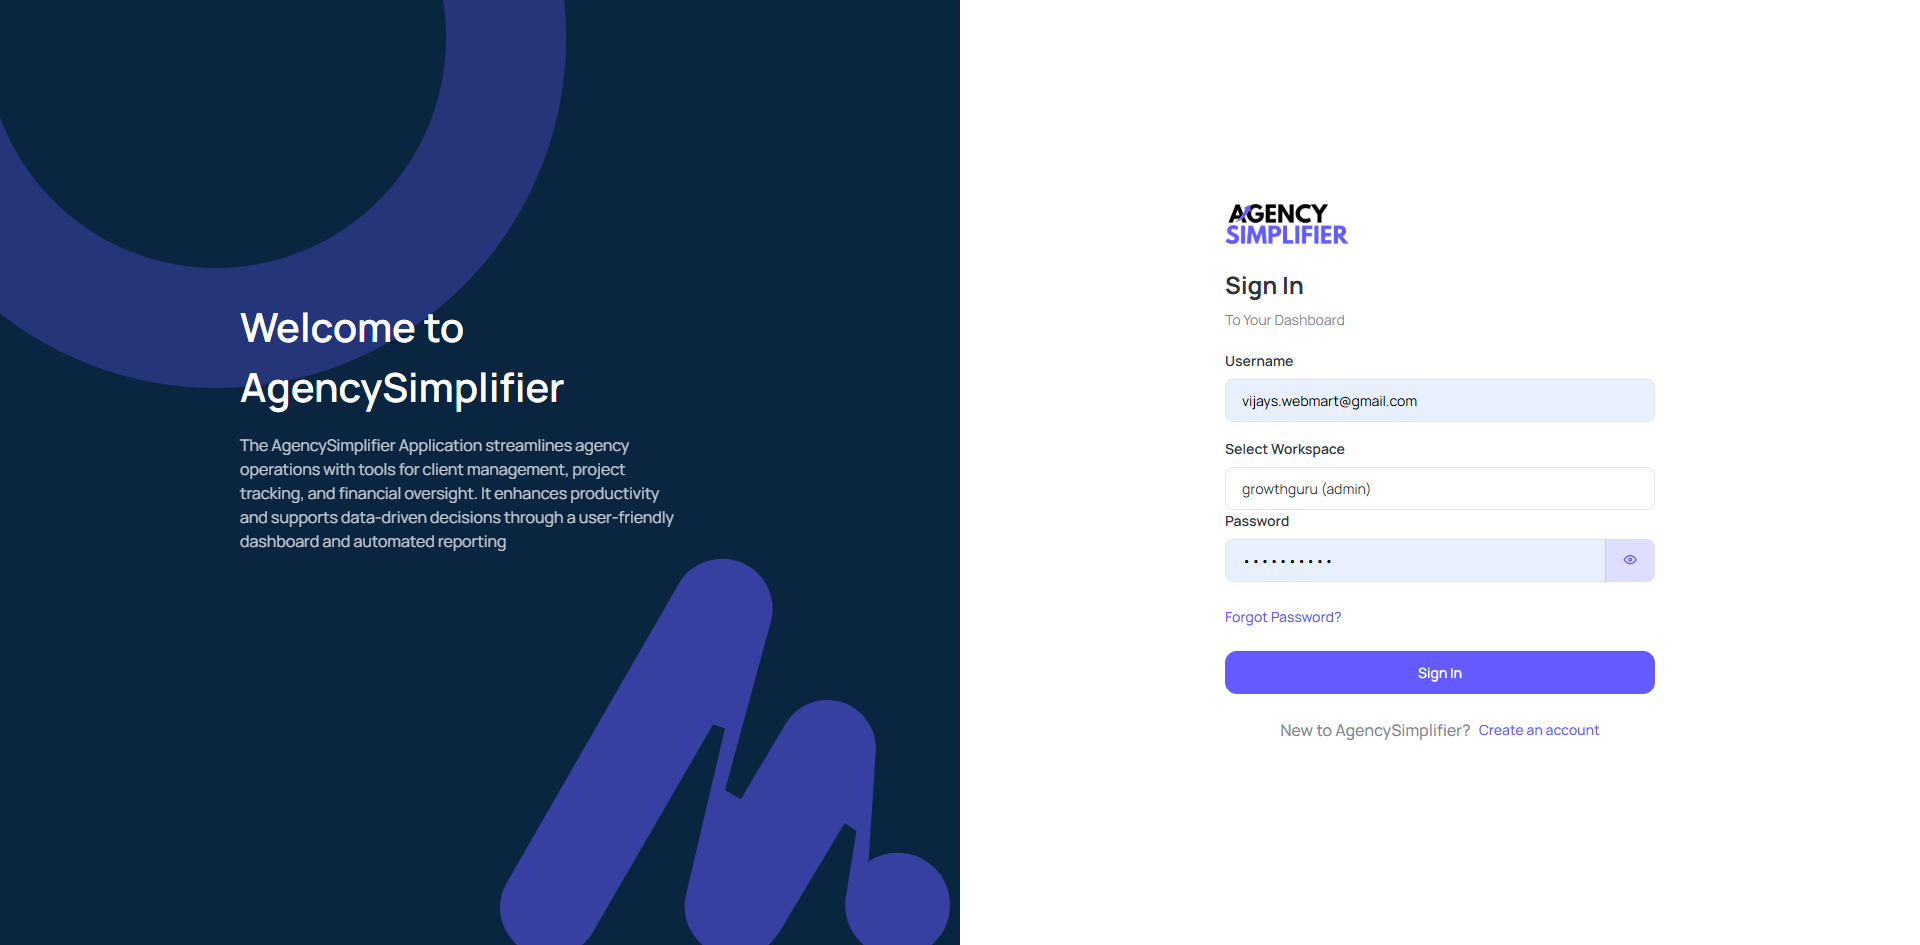 Welcome to
AgencySimplifier
The AgencySimplifier Application streamlines agency
operations with tools for client management, project
tracking, and financial oversight. It enhances productivity
and supports data-driven decisions through a user-friendly
dashboard and automated reporting
AGENCY
SIMPLIFIER
Sign In
To Your Dashboard
Username
vijays.webmart@gmail.com
Select Workspace
growthguru (admin)
Password
••••••••••
Forgot Password?
Sign In
New to AgencySimplifier? Create an account